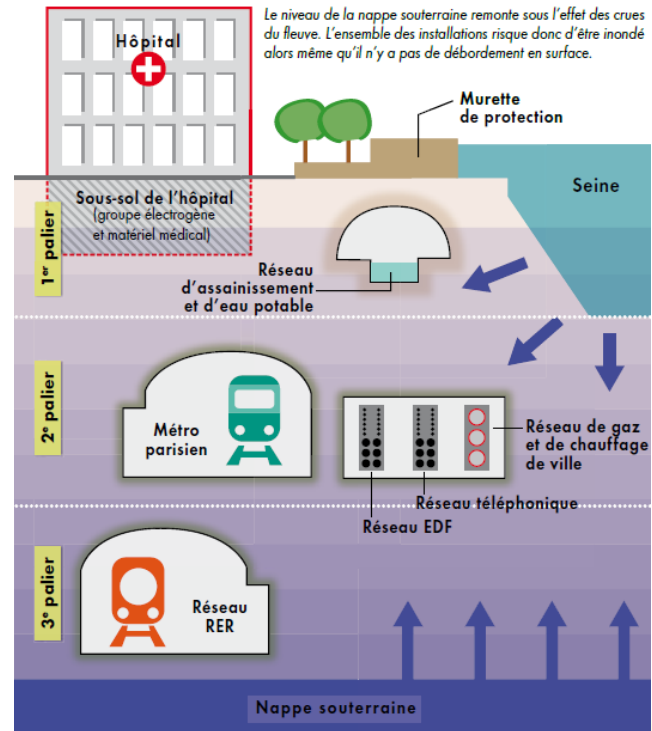 Le niveau de la nappe souterraine remonte sous l'effet des crues
du fleuve. L'ensemble des installations risque donc d'être inondé
alors même qu'il n'y a pas de débordement en surface.
Hôpital
Murette
de protection
Seine
Sous-sol de l'hôpital
(groupe électrogène
et matériel médical)
1er palier
Réseau
d'assainissement
et d'eau potable
2e palier
Métro
parisien
Réseau de gaz
et de chauffage
de ville
Réseau téléphonique
Réseau EDF
3e palier
Réseau
RER
Nappe souterraine